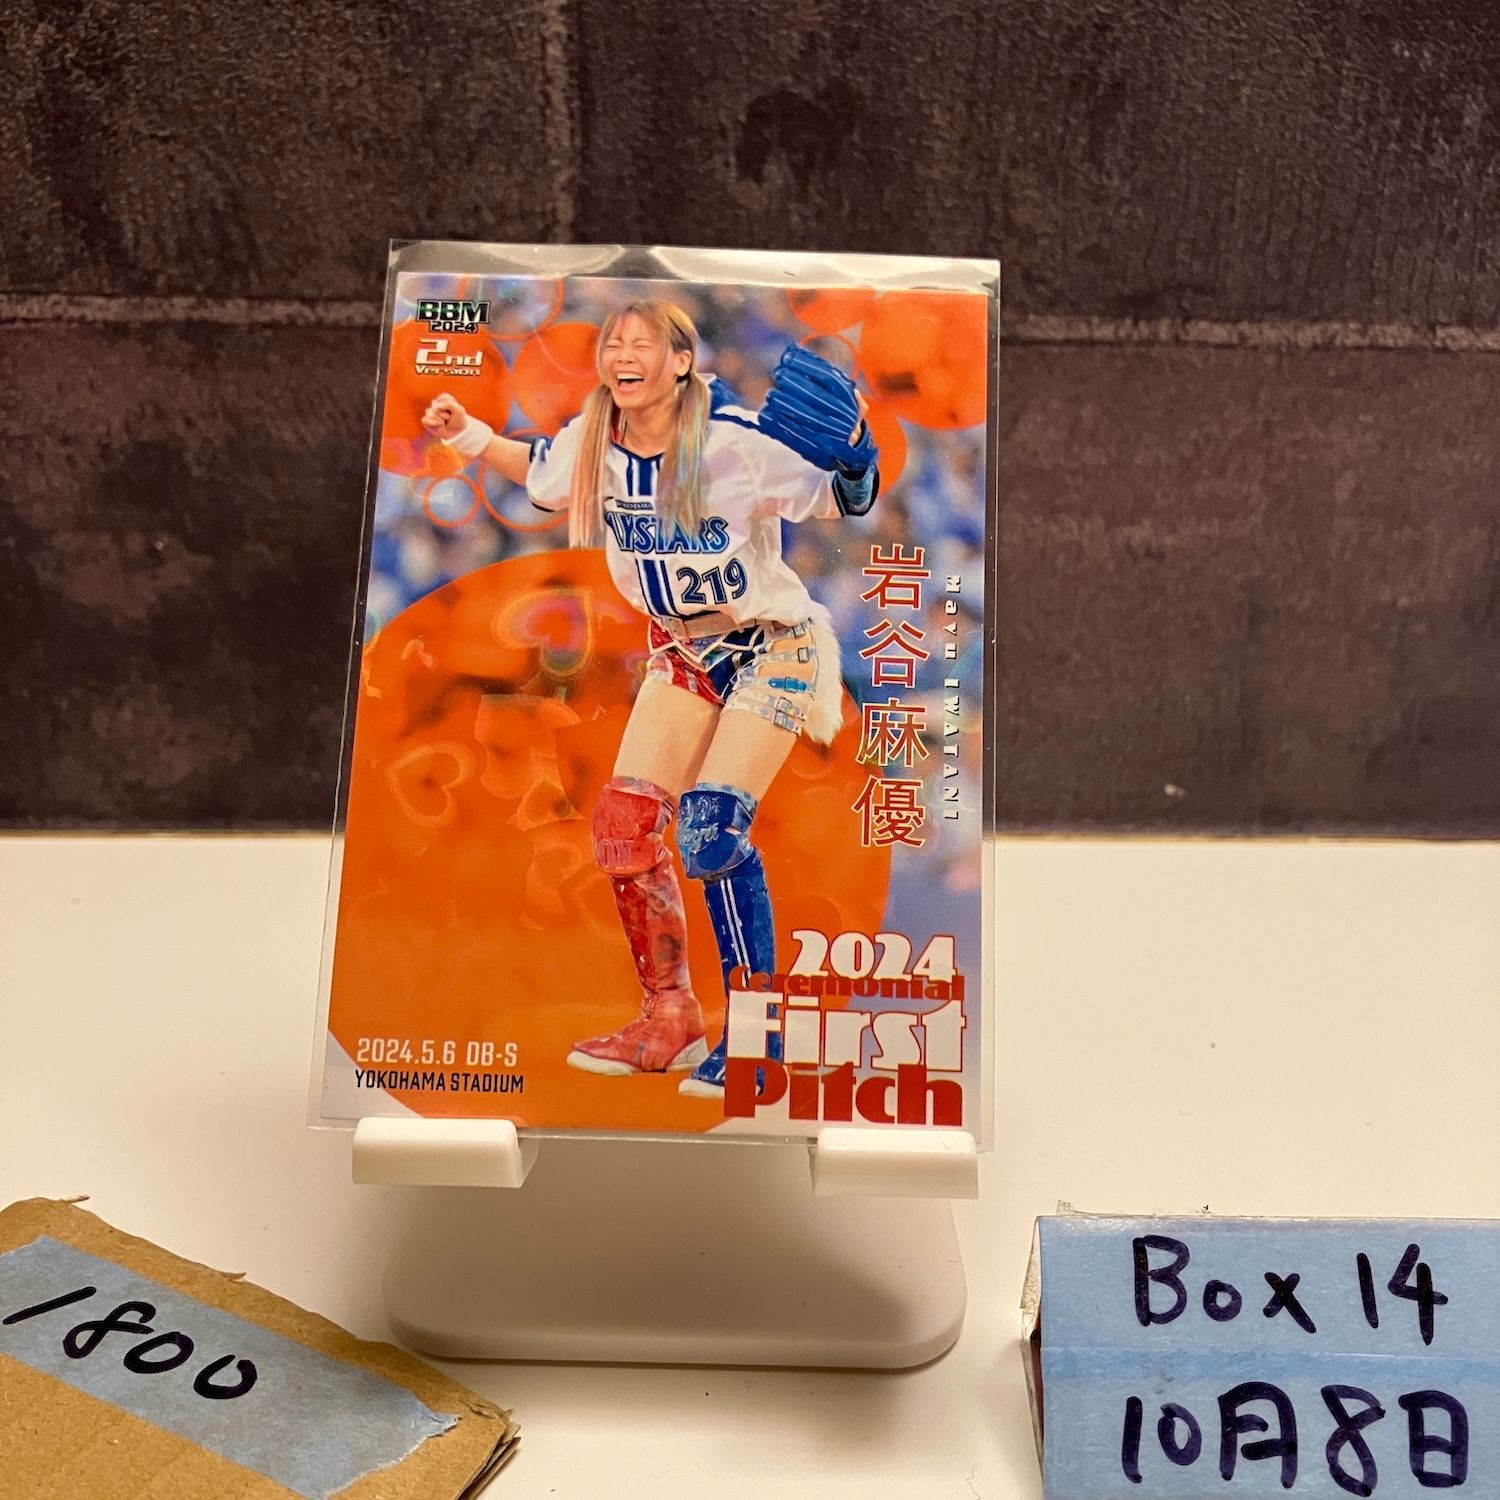 BBM
2024
2nd
Version
YSTARS
219
岩谷麻優
Mayu IWATANI
2024
Ceremonial
First
Pitch
2024.5.6 DB-S
YOKOHAMA STADIUM
1800
Box 14
10月8日